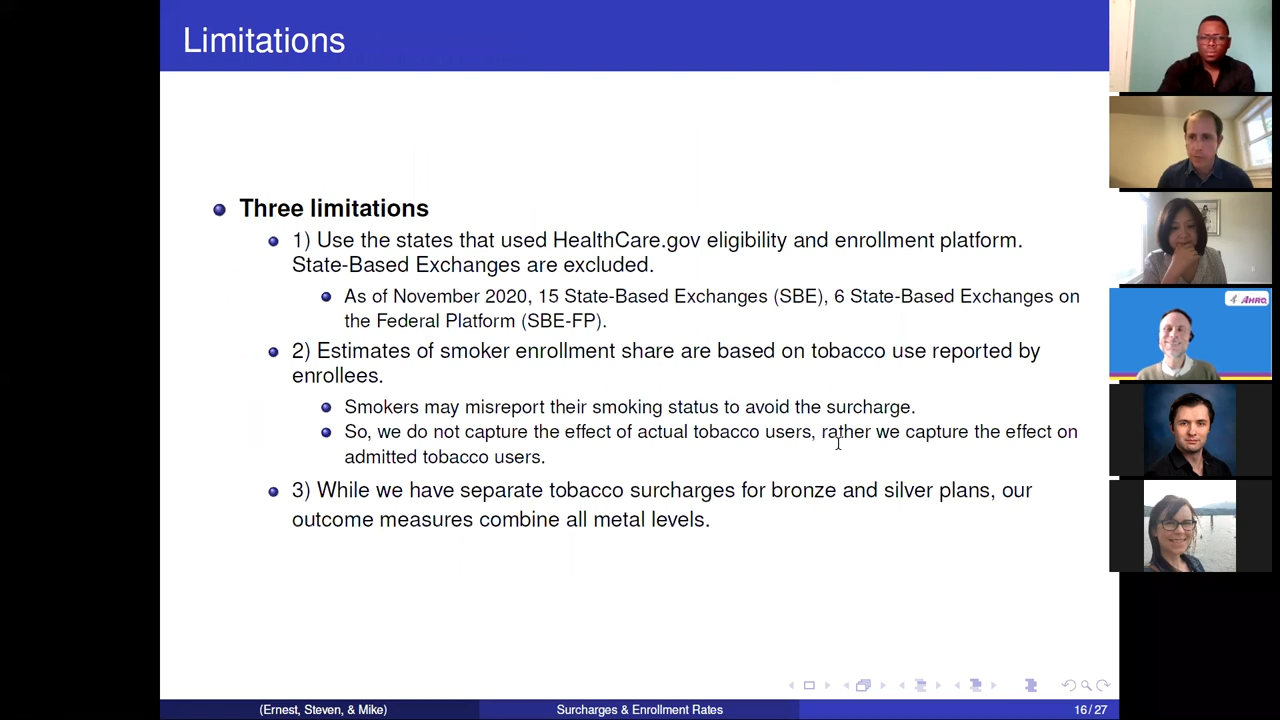 Limitations
Three limitations
1) Use the states that used HealthCare.gov eligibility and enrollment platform.
State-Based Exchanges are excluded.
As of November 2020, 15 State-Based Exchanges (SBE), 6 State-Based Exchanges on
the Federal Platform (SBE-FP).
2) Estimates of smoker enrollment share are based on tobacco use reported by
enrollees.
Smokers may misreport their smoking status to avoid the surcharge.
So, we do not capture the effect of actual tobacco users, rather we capture the effect on
admitted tobacco users.
3) While we have separate tobacco surcharges for bronze and silver plans, our
outcome measures combine all metal levels.
(Ernest, Steven, & Mike)
Surcharges & Enrollment Rates
16 / 27
AHRQ